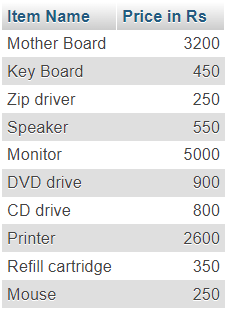 Item Name Price in Rs
Mother Board 3200
Key Board 450
Zip driver 250
Speaker 550
Monitor 5000
DVD drive 900
CD drive 800
Printer 2600
Refill cartridge 350
Mouse 250